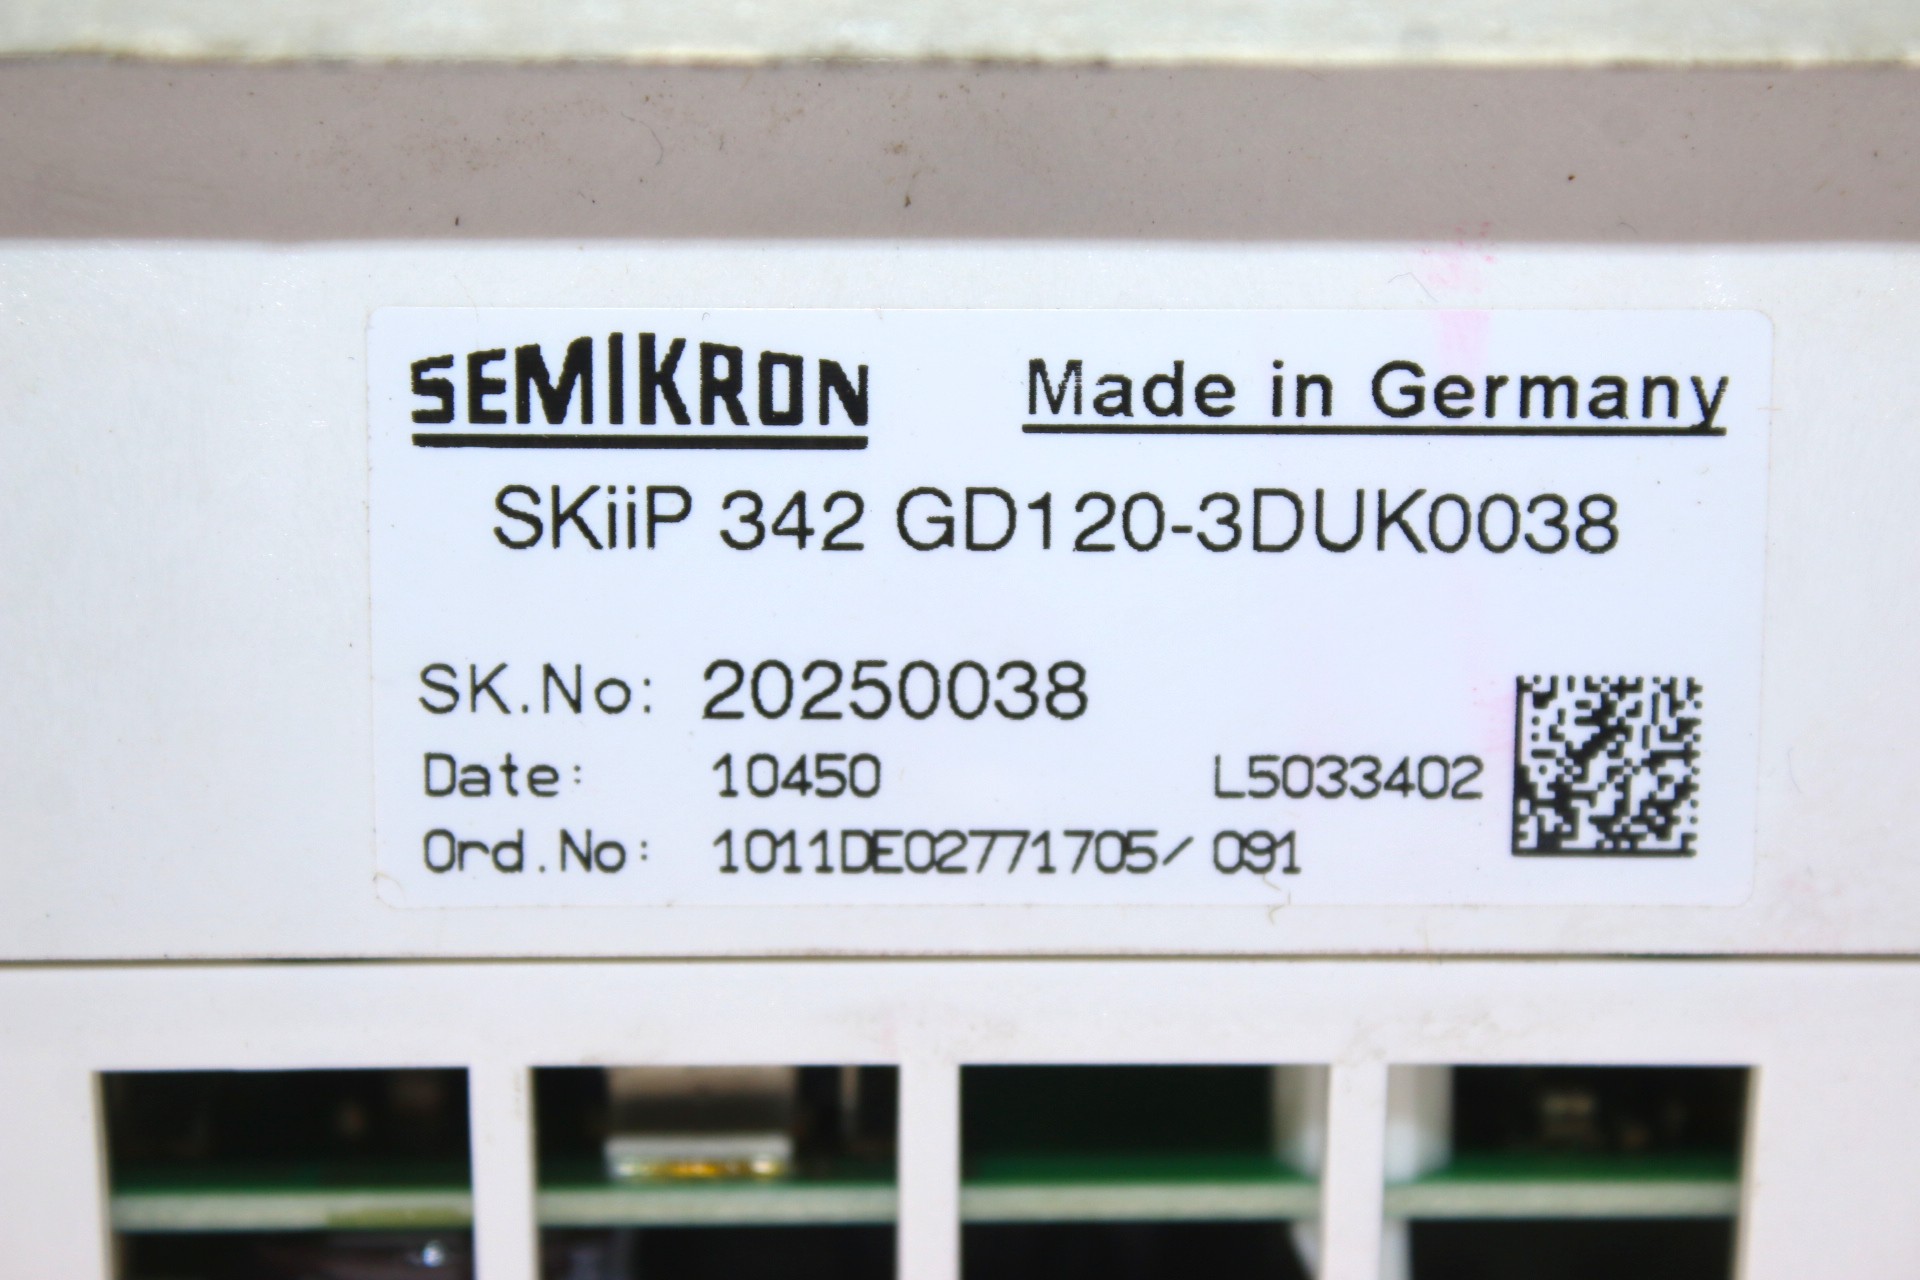 SEMIKRON Made in Germany
SKiiP 342 GD120-3DUK0038
SK.No: 20250038
Date: 10450 L5033402
Ord.No: 1011DE02771705/ 091